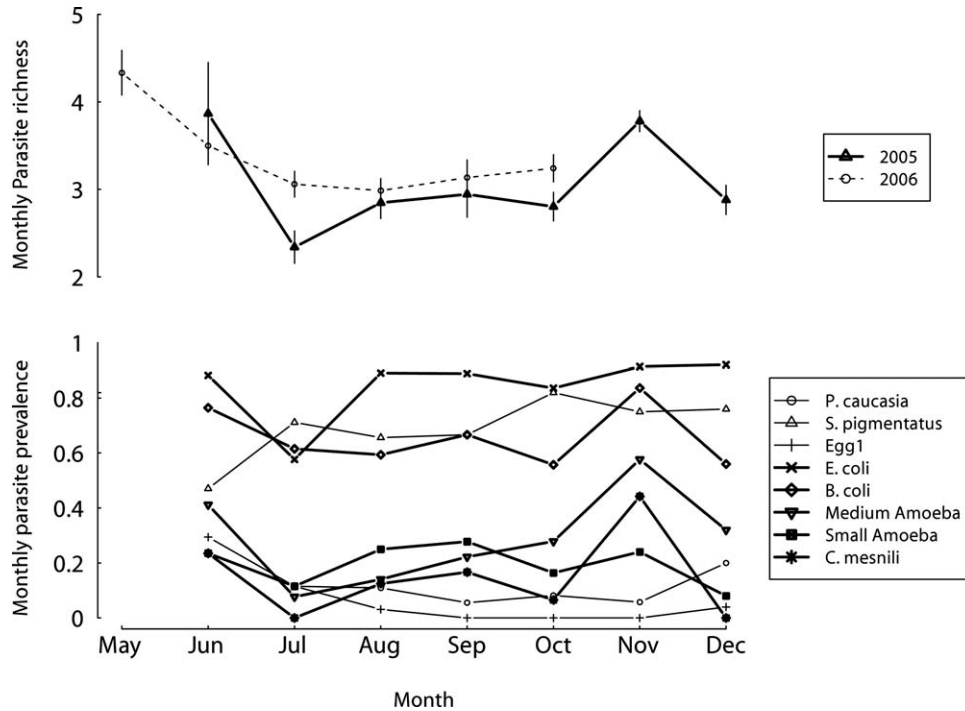 Monthly Parasite richness
5
4
3
2
2005
2006
Monthly parasite prevalence
1
0.8
0.6
0.4
0.2
0
May Jun Jul Aug Sep Oct Nov Dec
Month
P. caucasia
S. pigmentatus
Egg1
E. coli
B. coli
Medium Amoeba
Small Amoeba
C. mesnili